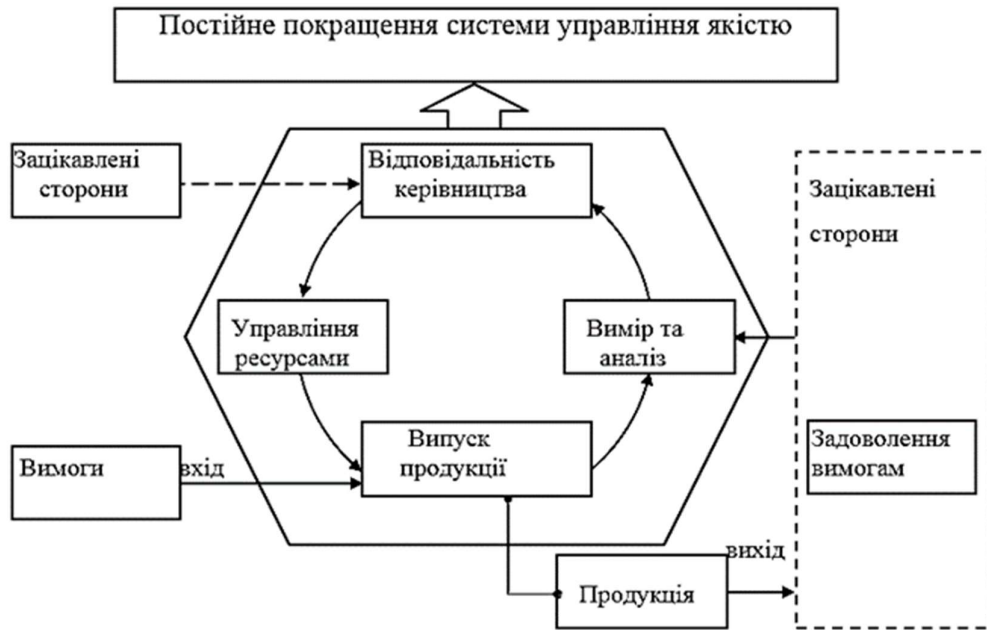 Постійне покращення системи управління якістю
Зацікавлені
сторони
Відповідальність
керівництва
Зацікавлені
сторони
Управління
ресурсами
Вимір та
аналіз
Випуск
продукції
Вимоги
вхід
Задоволення
вимогам
вихід
Продукція